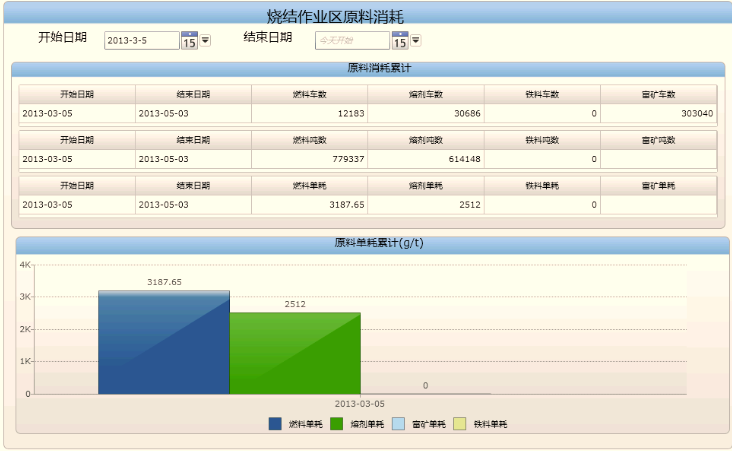 烧结作业区原料消耗
开始日期 2013-3-5 15 结束日期 今天开始 15
原料消耗累计
开始日期 结束日期 燃料车数 熔剂车数 铁料车数 富矿车数
2013-03-05 2013-05-03 12183 30686 0 303040
开始日期 结束日期 燃料吨数 熔剂吨数 铁料吨数 富矿吨数
2013-03-05 2013-05-03 779337 614148 0
开始日期 结束日期 燃料单耗 熔剂单耗 铁料单耗 富矿单耗
2013-03-05 2013-05-03 3187.65 2512 0
原料单耗累计(g/t)
4K
3187.65
3K
2512
2K
1K
0
0
2013-03-05
燃料单耗 熔剂单耗 富矿单耗 铁料单耗